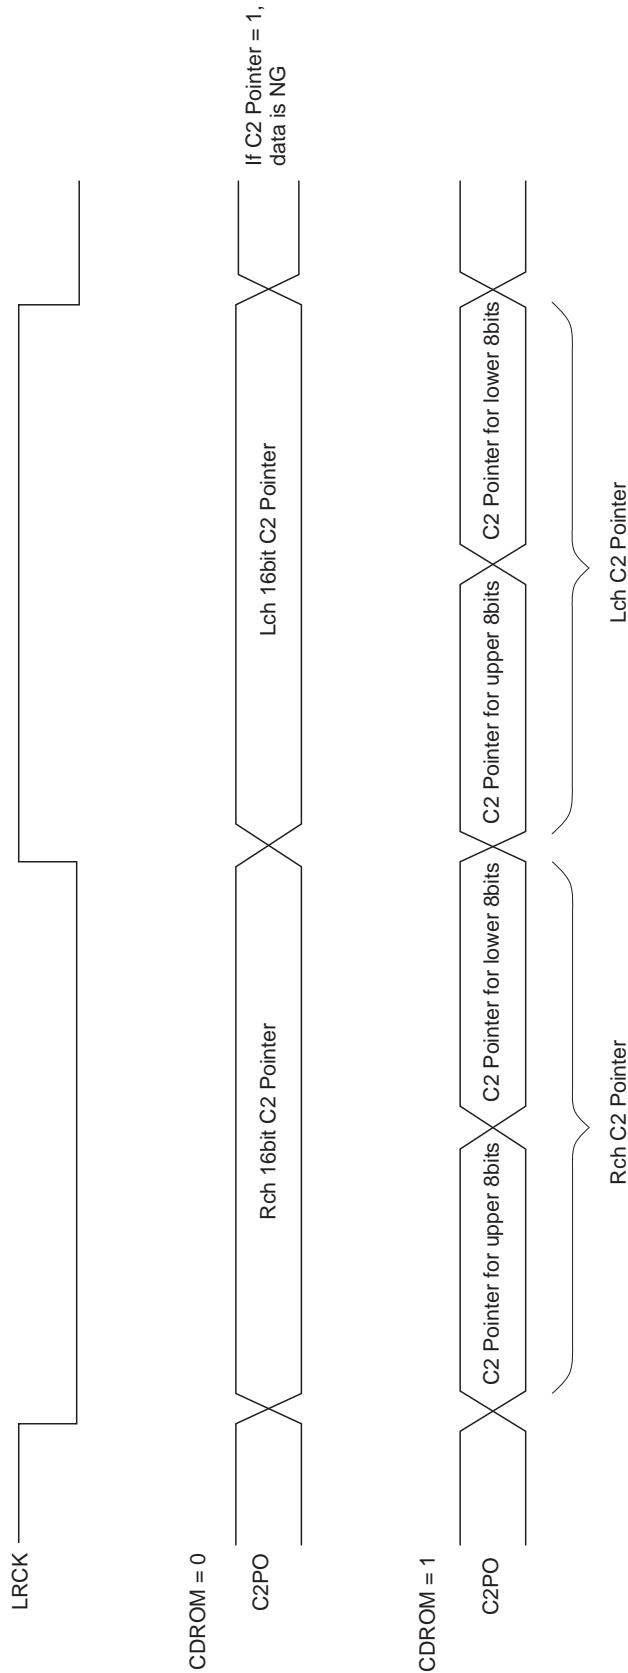 LRCK
CDROM = 0
C2PO
Rch 16bit C2 Pointer
Lch 16bit C2 Pointer
If C2 Pointer = 1,
data is NG
CDROM = 1
C2PO
C2 Pointer for upper 8bits
C2 Pointer for lower 8bits
C2 Pointer for upper 8bits
C2 Pointer for lower 8bits
Rch C2 Pointer
Lch C2 Pointer